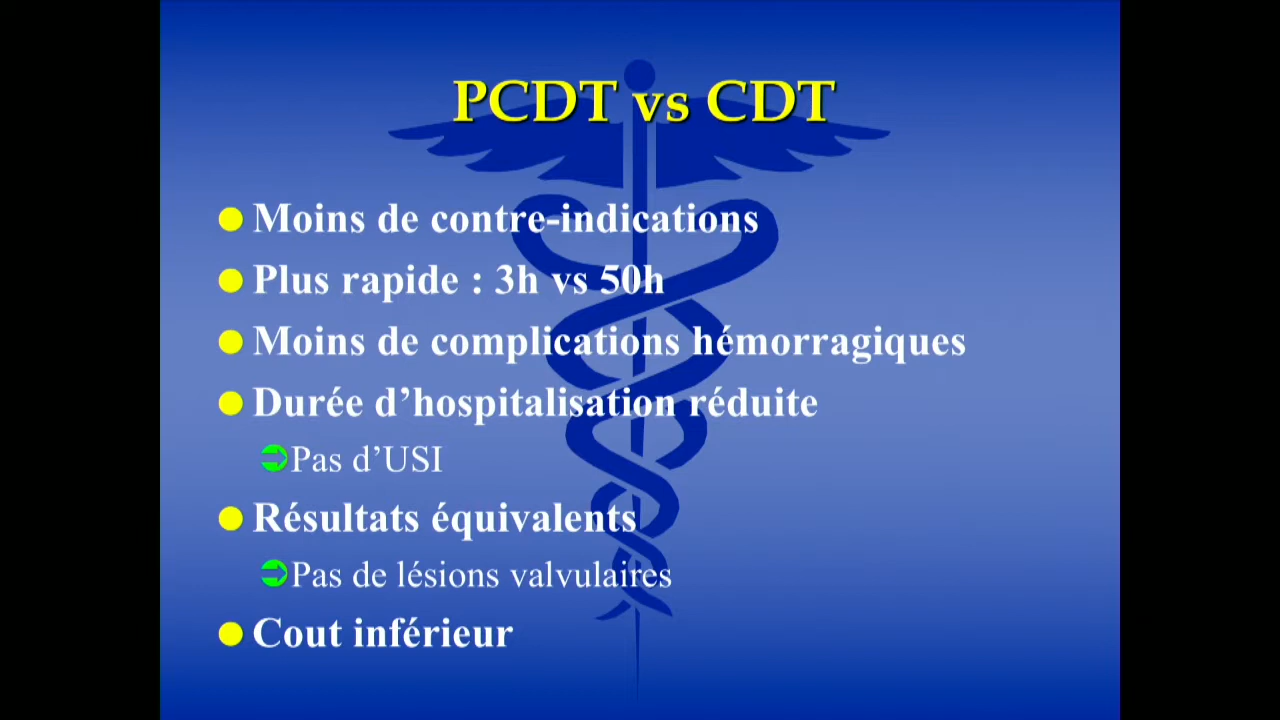 PCDT vs CDT
Moins de contre-indications
Plus rapide : 3h vs 50h
Moins de complications hémorragiques
Durée d’hospitalisation réduite
Pas d’USI
Résultats équivalents
Pas de lésions valvulaires
Cout inférieur